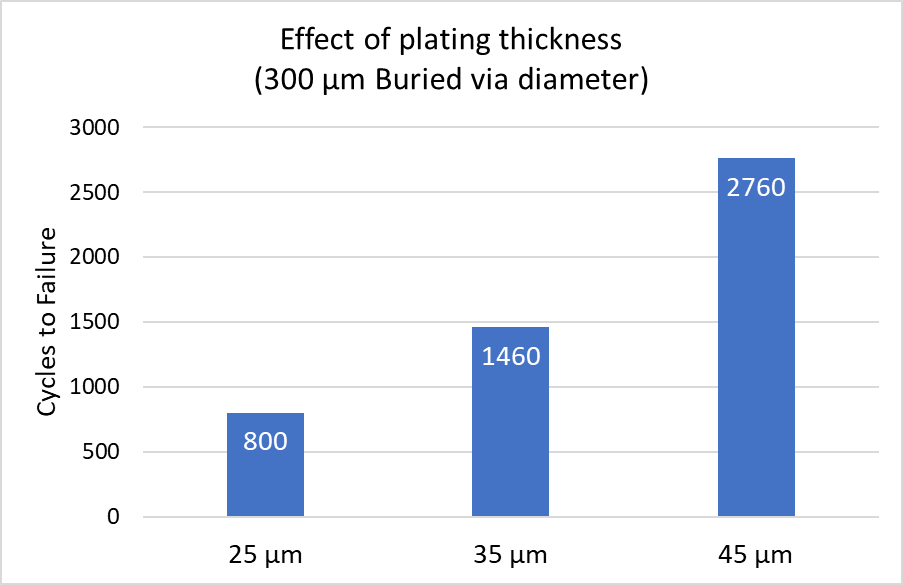 Effect of plating thickness
(300 µm Buried via diameter)
Cycles to Failure
3000
2500
2000
1500
1000
500
0
800
1460
2760
25 µm
35 µm
45 µm